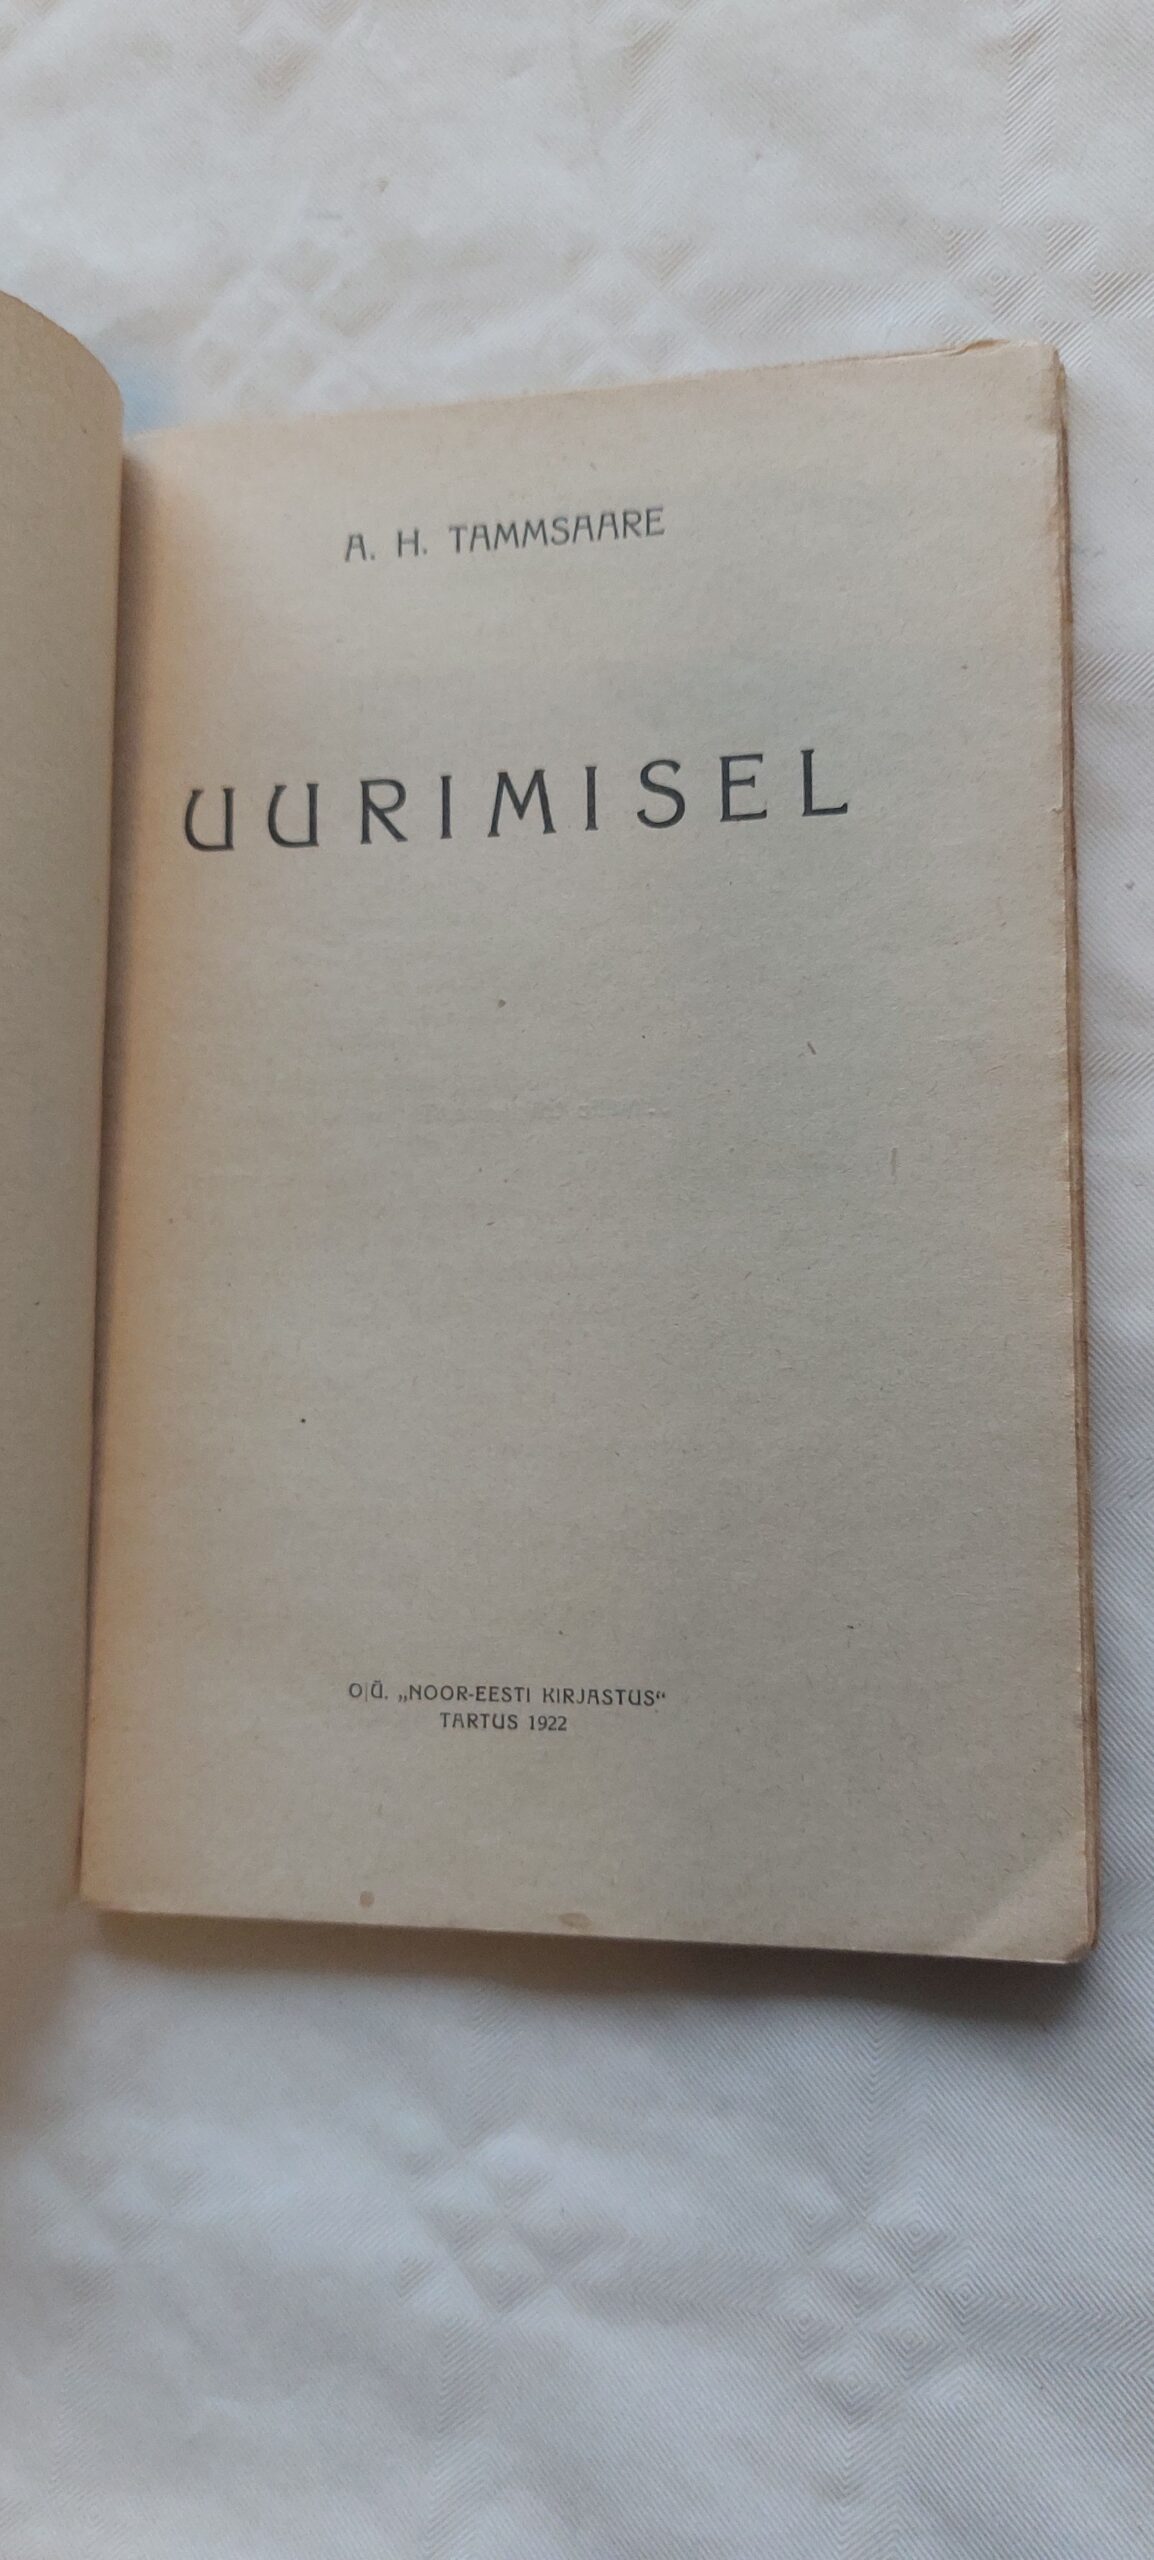 A. H. TAMMSAARE
UURIMISEL
O|Ü. „NOOR-EESTI KIRJASTUS“
TARTUS 1922